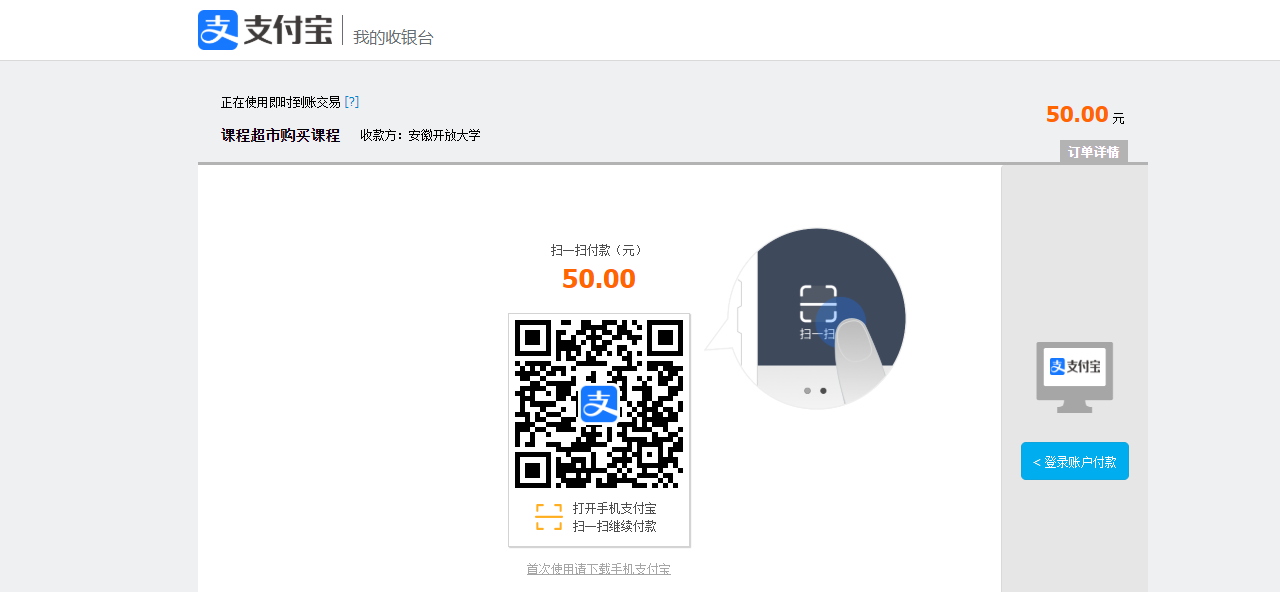 支 支付宝 我的收银台
正在使用即时到账交易 [?]
50.00 元
课程超市购买课程 收款方：安徽开放大学
订单详情
扫一扫付款（元）
50.00
扫一扫
支
支 支付宝
< 登录账户付款
打开手机支付宝
扫一扫继续付款
首次使用请下载手机支付宝